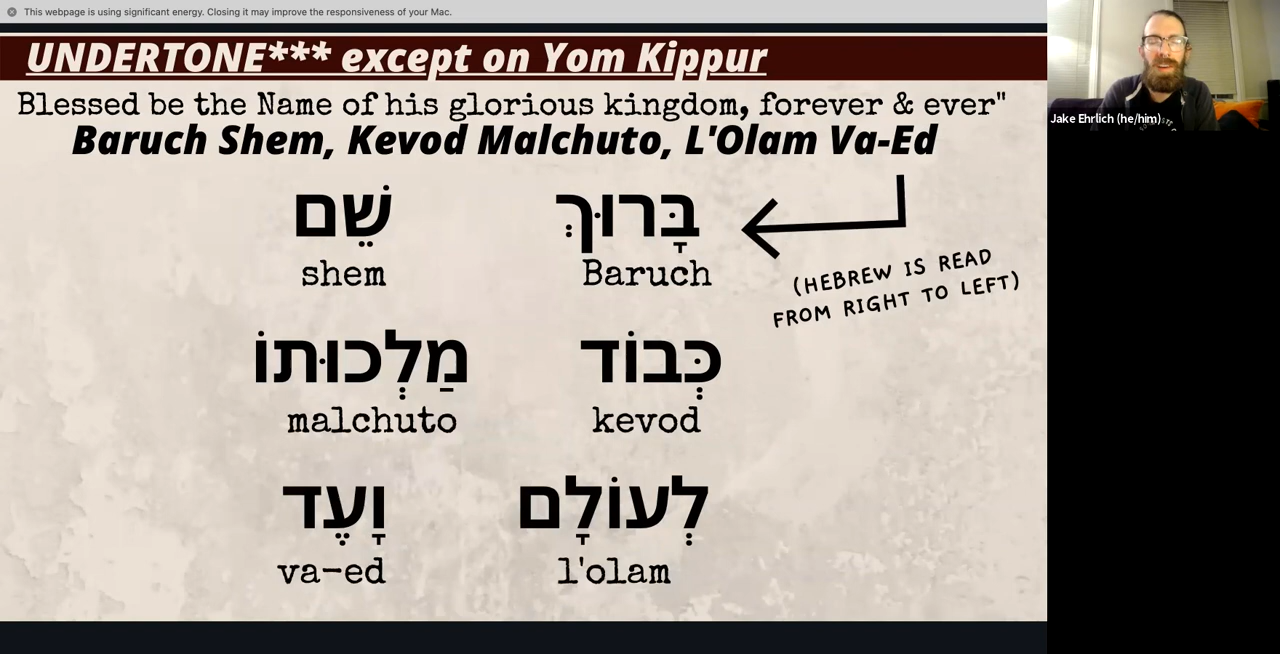 This webpage is using significant energy. Closing it may improve the responsiveness of your Mac.
UNDERTONE*** except on Yom Kippur
Blessed be the Name of his glorious kingdom, forever & ever"
Baruch Shem, Kevod Malchuto, L'Olam Va-Ed
בָּרוּךְ שֵׁם
Baruch shem
(HEBREW IS READ
FROM RIGHT TO LEFT)
כְּבוֹד מַלְכוּתוֹ
kevod malchuto
לְעוֹלָם וָעֶד
l'olam va-ed
Jake Ehrlich (he/him)